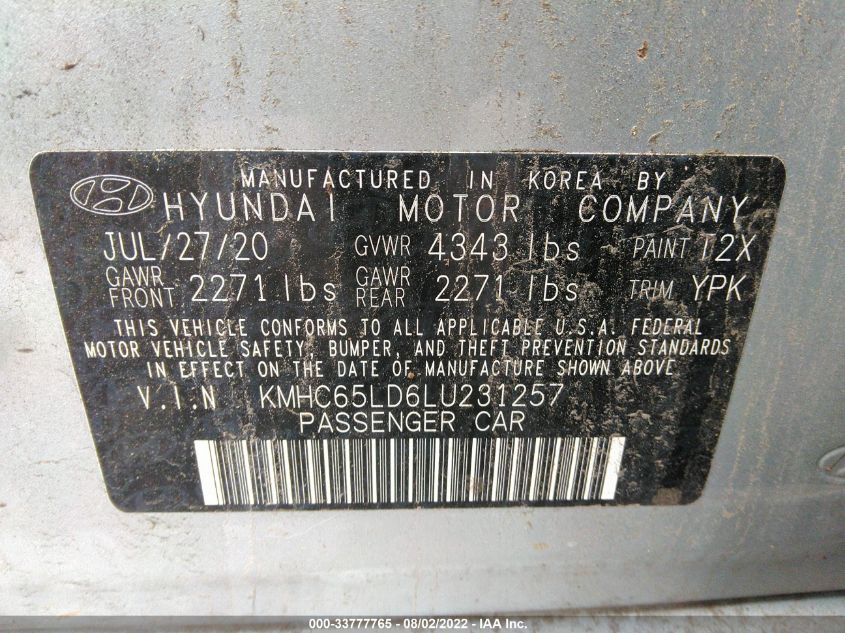 MANUFACTURED IN KOREA BY
HYUNDAI MOTOR COMPANY
JUL/27/20 GVWR 4343 lbs PAINT T2X
GAWR FRONT 2271 lbs GAWR REAR 2271 lbs TRIM YPK
THIS VEHICLE CONFORMS TO ALL APPLICABLE U.S.A. FEDERAL
MOTOR VEHICLE SAFETY, BUMPER, AND THEFT PREVENTION STANDARDS
IN EFFECT ON THE DATE OF MANUFACTURE SHOWN ABOVE.
V.I.N KMHC65LD6LU231257
PASSENGER CAR
000-33777765 - 08/02/2022 - IAA Inc.